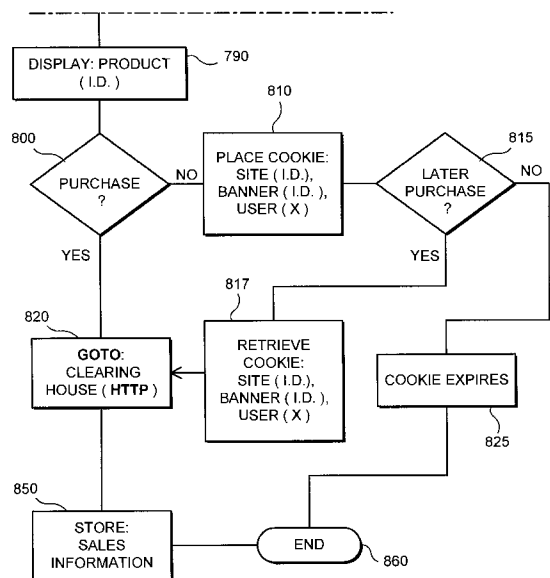 DISPLAY: PRODUCT
( I.D. )
790
800
PURCHASE
?
NO
YES
810
PLACE COOKIE:
SITE ( I.D.),
BANNER ( I.D. ),
USER ( X )
815
LATER
PURCHASE ?
NO
YES
817
RETRIEVE
COOKIE:
SITE ( I.D.),
BANNER ( I.D. ),
USER ( X )
820
GOTO:
CLEARING
HOUSE ( HTTP )
COOKIE EXPIRES
825
850
STORE:
SALES
INFORMATION
END
860